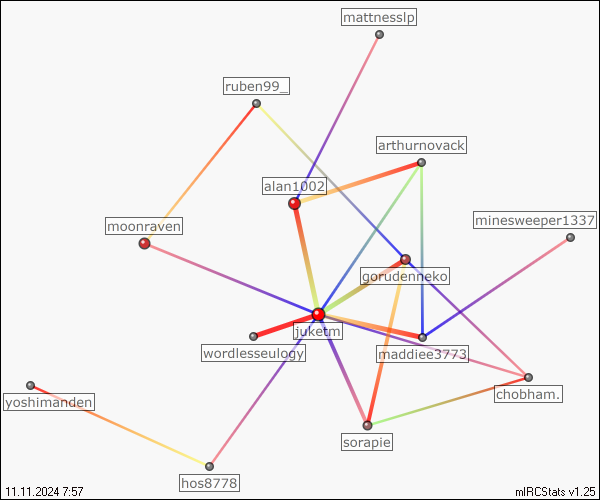 mattnesslp
ruben99_
arthurnovack
alan1002
minesweeper1337
moonraven
gorudenneko
juketm
wordlesseulogy
maddiee3773
chobham.
yoshimanden
sorapie
hos8778
11.11.2024 7:57
mIRCStats v1.25